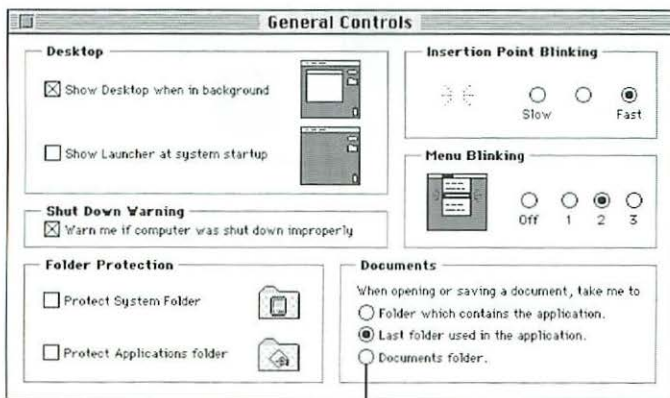 General Controls
Desktop
Show Desktop when in background
Show Launcher at system startup
Shut Down Warning
Warn me if computer was shut down improperly
Folder Protection
Protect System Folder
Protect Applications folder
Insertion Point Blinking
Slow Fast
Menu Blinking
Off 1 2 3
Documents
When opening or saving a document, take me to
Folder which contains the application.
Last folder used in the application.
Documents folder.